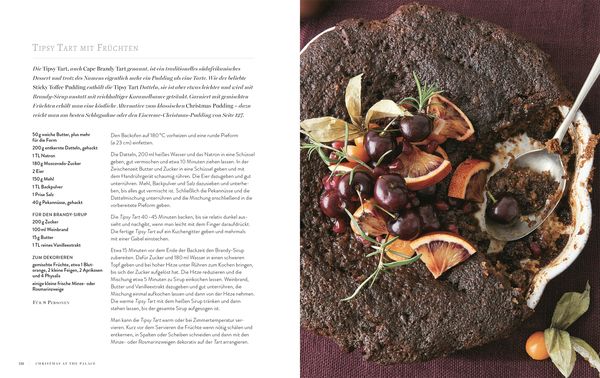 TIPSY TART MIT FRÜCHTEN
Die Tipsy Tart, auch Cape Brandy Tart genannt, ist ein traditionelles südafrikanisches
Dessert und trotz des Namens eigentlich mehr ein Pudding als eine Tarte. Wie der beliebte
Sticky Toffee Pudding enthält die Tipsy Tart Datteln, sie ist aber etwas leichter und wird mit
Brandy-Sirup anstatt mit reichhaltiger Karamellsauce getränkt. Garniert mit gemischten
Früchten erhält man eine köstliche Alternative zum klassischen Christmas Pudding – dazu
reicht man am besten Schlagsahne oder den Eiscreme-Christmas-Pudding von Seite 127.
50 g weiche Butter, plus mehr
für die Form
200 g entkernte Datteln, gehackt
1 TL Natron
180 g Muscovado-Zucker
2 Eier
150 g Mehl
1 TL Backpulver
1 Prise Salz
40 g Pekannüsse, gehackt
FÜR DEN BRANDY-SIRUP
200 g Zucker
100 ml Weinbrand
15 g Butter
1 TL reines Vanilleextrakt
ZUM DEKORIEREN
gemischte Früchte, etwa 1 Blut-
orange, 2 kleine Feigen, 2 Aprikosen
und 4 Physalis
einige kleine frische Minze- oder
Rosmarinzweige
FÜR 8 PERSONEN
Den Backofen auf 180 °C vorheizen und eine runde Pieform
(ø 23 cm) einfetten.
Die Datteln, 200 ml heißes Wasser und das Natron in eine Schüssel
geben, gut vermischen und etwa 10 Minuten ziehen lassen. In der
Zwischenzeit Butter und Zucker in eine Schüssel geben und mit
dem Handrührgerät schaumig rühren. Die Eier dazugeben und gut
unterrühren. Mehl, Backpulver und Salz dazusieben und unterhe-
ben, bis alles gut vermischt ist. Schließlich die Pekannüsse und die
Dattelmischung unterrühren und die Mischung anschließend in die
vorbereitete Pieform geben.
Die Tipsy Tart 40–45 Minuten backen, bis sie relativ dunkel aus-
sieht und nachgibt, wenn man leicht mit dem Finger daraufdrückt.
Die fertige Tipsy Tart auf ein Kuchengitter geben und mehrmals
mit einer Gabel einstechen.
Etwa 15 Minuten vor dem Ende der Backzeit den Brandy-Sirup
zubereiten. Dafür Zucker und 180 ml Wasser in einen schweren
Topf geben und bei hoher Hitze unter Rühren zum Kochen bringen,
bis sich der Zucker aufgelöst hat. Die Hitze reduzieren und die
Mischung etwa 5 Minuten zu einem Sirup einkochen. Weinbrand,
Butter und Vanilleextrakt dazugeben und gut unterrühren, die
Mischung einmal aufkochen lassen und dann von der Hitze nehmen.
Die warme Tipsy Tart mit dem heißen Sirup tränken und dann
stehen lassen, bis der gesamte Sirup aufgesogen ist.
Man kann die Tipsy Tart warm oder bei Zimmertemperatur ser-
vieren. Kurz vor dem Servieren die Früchte wenn nötig schälen und
entkernen, in Spalten oder Scheiben schneiden und dann mit den
Minze- oder Rosmarinzweigen dekorativ auf der Tart arrangieren.
CHRISTMAS AT THE PALACE